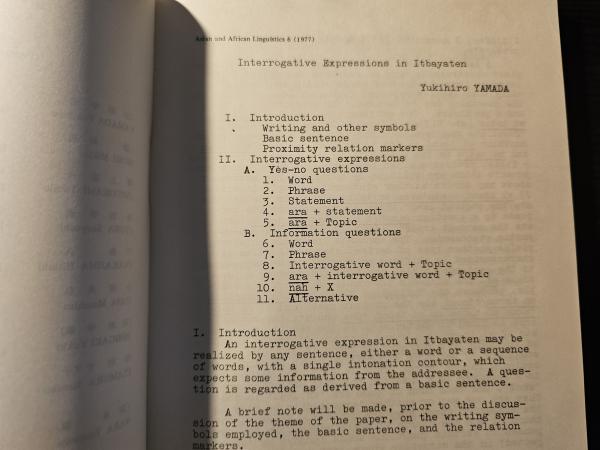 Asian and African Linguistics 6 (1977)
Interrogative Expressions in Itbayaten
Yukihiro YAMADA
I. Introduction
Writing and other symbols
Basic sentence
Proximity relation markers
II. Interrogative expressions
A. Yes-no questions
1. Word
2. Phrase
3. Statement
4. ara + statement
5. ara + Topic
B. Information questions
6. Word
7. Phrase
8. Interrogative word + Topic
9. ara + interrogative word + Topic
10. nah + X
11. Alternative
I. Introduction
An interrogative expression in Itbayaten may be
realized by any sentence, either a word or a sequence
of words, with a single intonation contour, which
expects some information from the addressee. A ques-
tion is regarded as derived from a basic sentence.
A brief note will be made, prior to the discus-
sion of the theme of the paper, on the writing sym-
bols employed, the basic sentence, and the relation
markers.